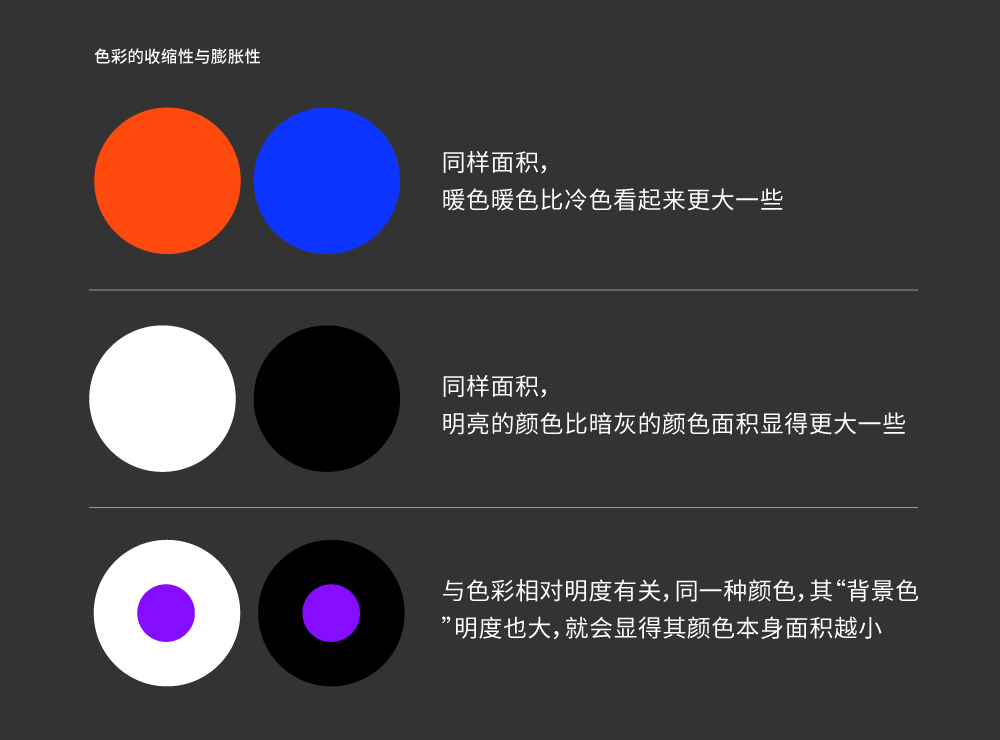 色彩的收缩性与膨胀性
同样面积，
暖色暖色比冷色看起来更大一些
同样面积，
明亮的颜色比暗灰的颜色面积显得更大一些
与色彩相对明度有关，同一种颜色，其“背景色
”明度也大，就会显得其颜色本身面积越小